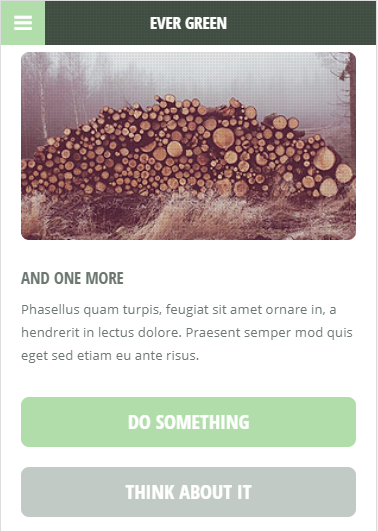 EVER GREEN
AND ONE MORE
Phasellus quam turpis, feugiat sit amet ornare in, a
hendrerit in lectus dolore. Praesent semper mod quis
eget sed etiam eu ante risus.
DO SOMETHING
THINK ABOUT IT